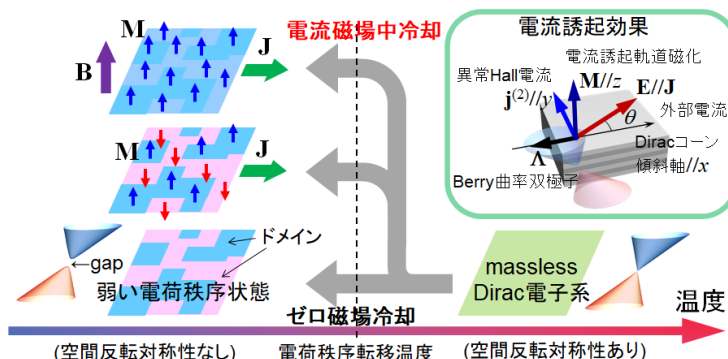 電流磁場中冷却
M
B
J
M
J
←gap
ドメイン
弱い電荷秩序状態
ゼロ磁場冷却
massless
Dirac電子系
温度
(空間反転対称性なし)
電荷秩序転移温度
(空間反転対称性あり)
電流誘起効果
電流誘起軌道磁化
異常Hall電流
M//z
E//J
j(2)//y
外部電流
θ
Diracコーン
Λ
傾斜軸//x
Berry曲率双極子